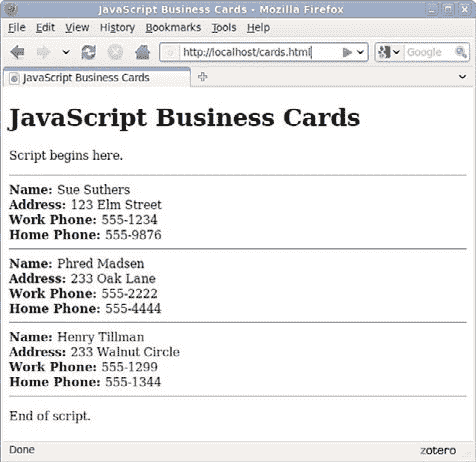 JavaScript Business Cards - Mozilla Firefox
File Edit View History Bookmarks Tools Help
http://localhost/cards.html
Google
JavaScript Business Cards
JavaScript Business Cards
Script begins here.
Name: Sue Suthers
Address: 123 Elm Street
Work Phone: 555-1234
Home Phone: 555-9876
Name: Phred Madsen
Address: 233 Oak Lane
Work Phone: 555-2222
Home Phone: 555-4444
Name: Henry Tillman
Address: 233 Walnut Circle
Work Phone: 555-1299
Home Phone: 555-1344
End of script.
Done zotero